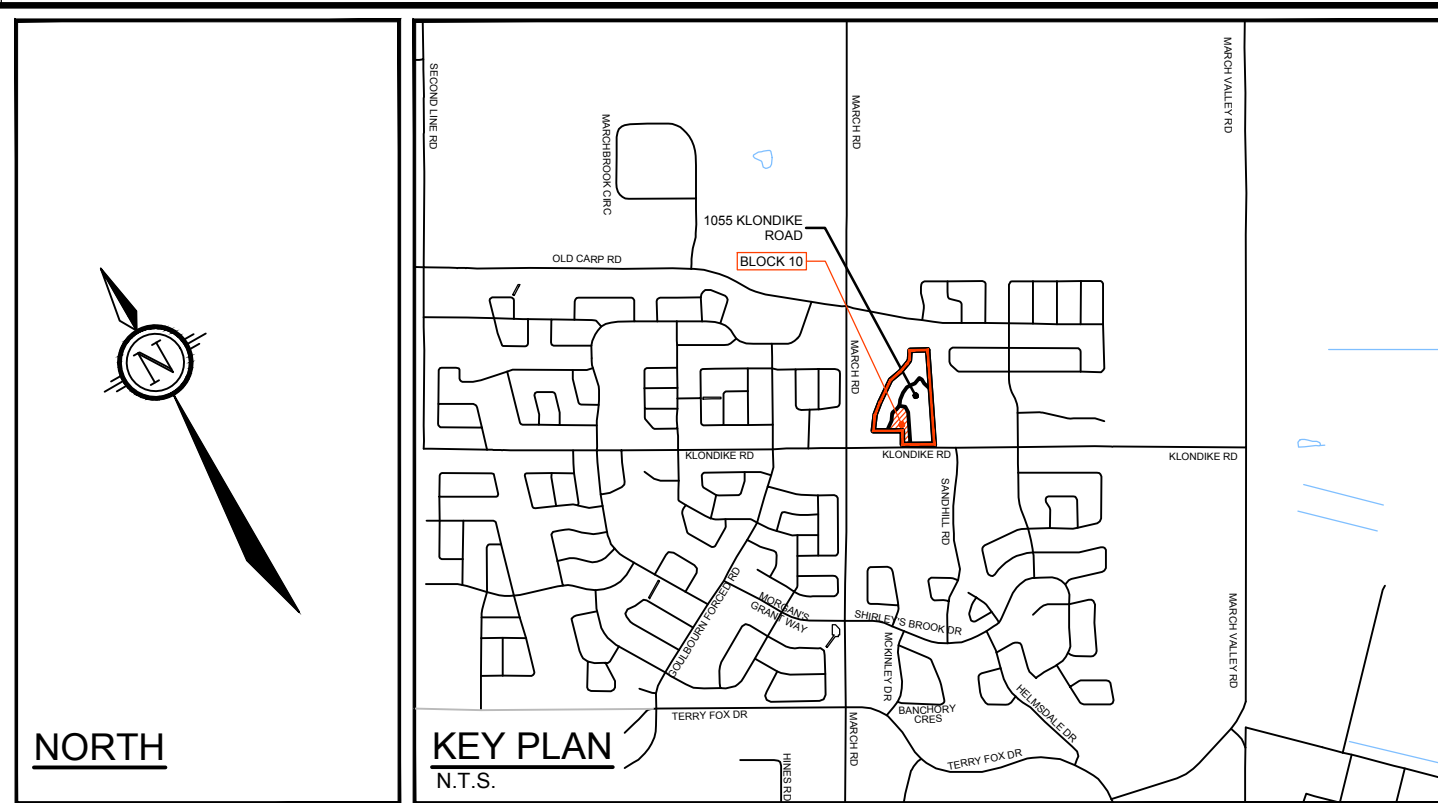 N
NORTH
SECOND LINE RD
MARCHBROOK CIRC
MARCH RD
MARCH VALLEY RD
1055 KLONDIKE
ROAD
BLOCK 10
OLD CARP RD
MARCH RD
KLONDIKE RD
KLONDIKE RD
KLONDIKE RD
SANDHILL RD
GOULBOURN FORCED RD
MORGAN'S
GRANT WAY
SHIRLEY'S BROOK DR
MCKINLEY DR
MARCH VALLEY RD
BANCHORY
CRES
HELMSDALE DR
TERRY FOX DR
MARCH RD
TERRY FOX DR
HINES RD
KEY PLAN
N.T.S.